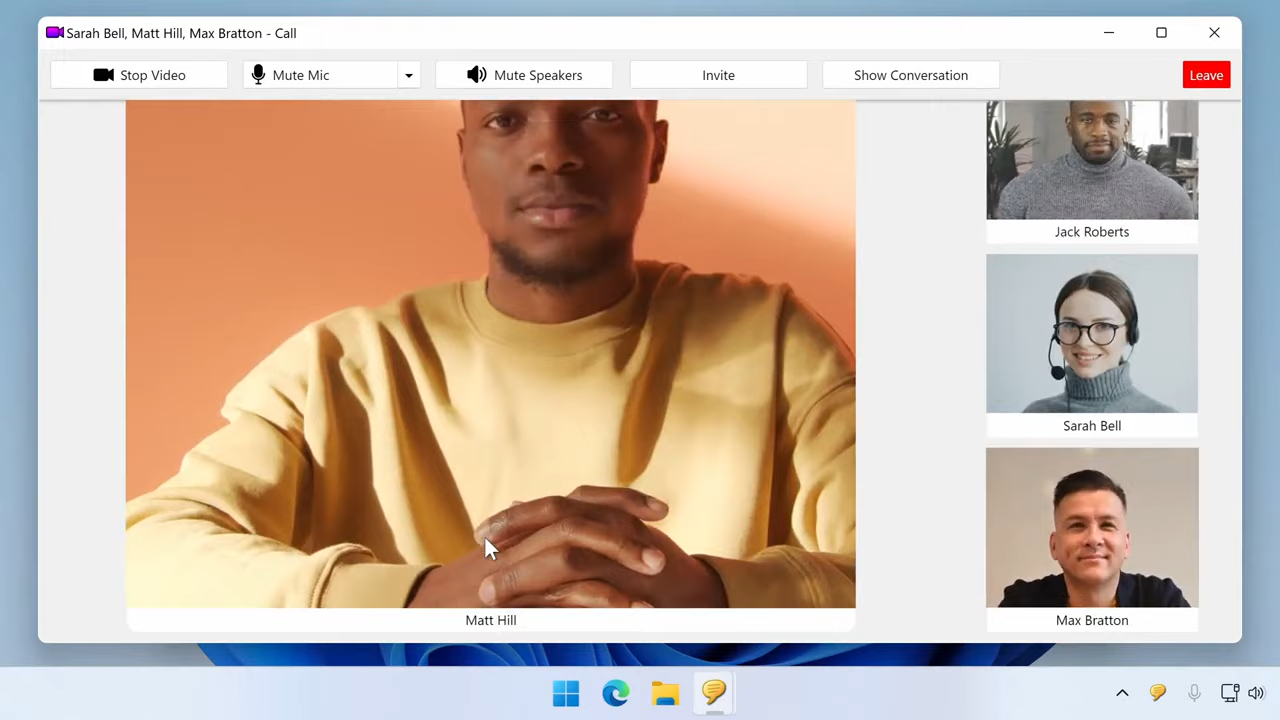 Sarah Bell, Matt Hill, Max Bratton - Call
Stop Video
Mute Mic
Mute Speakers
Invite
Show Conversation
Leave
Matt Hill
Jack Roberts
Sarah Bell
Max Bratton